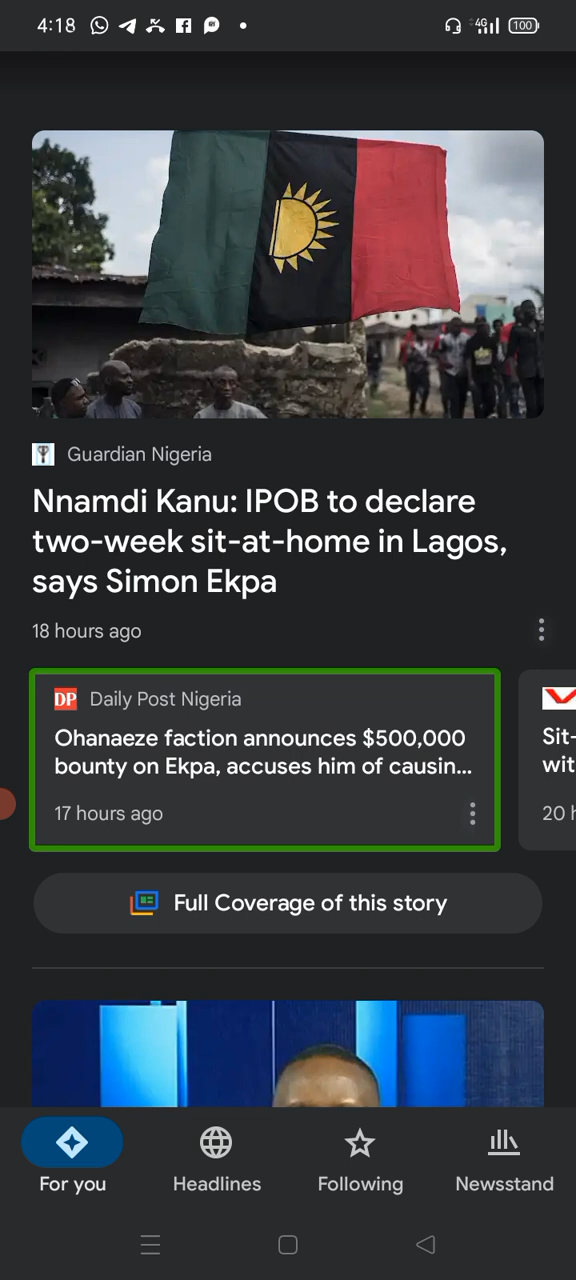 4:18
4G
100
Guardian Nigeria
Nnamdi Kanu: IPOB to declare
two-week sit-at-home in Lagos,
says Simon Ekpa
18 hours ago
DP Daily Post Nigeria
Ohanaeze faction announces $500,000
bounty on Ekpa, accuses him of causin...
17 hours ago
Sit-
wit
20 h
Full Coverage of this story
For you
Headlines
Following
Newsstand